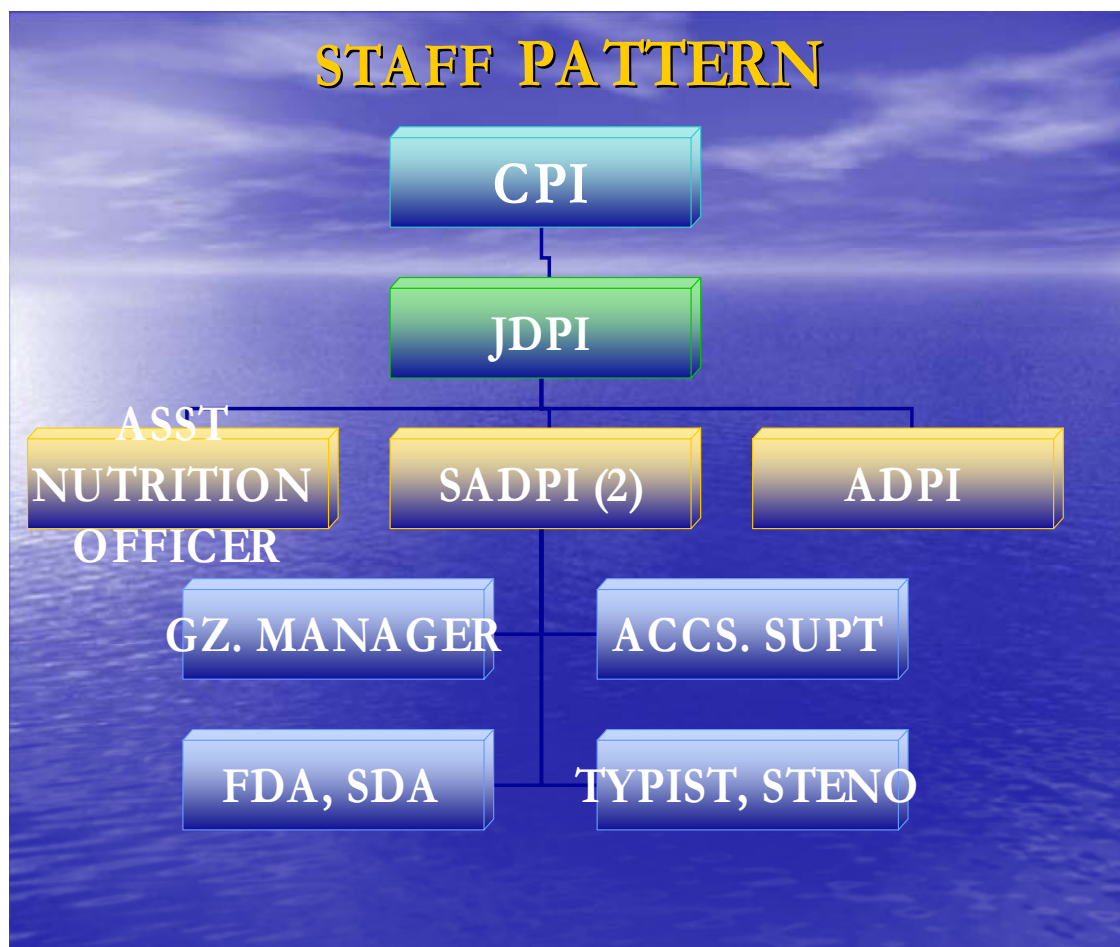 STAFF PATTERN
CPI
JDPI
ASST
NUTRITION
OFFICER
SADPI (2)
ADPI
GZ. MANAGER
ACCS. SUPT
FDA, SDA
TYPIST, STENO